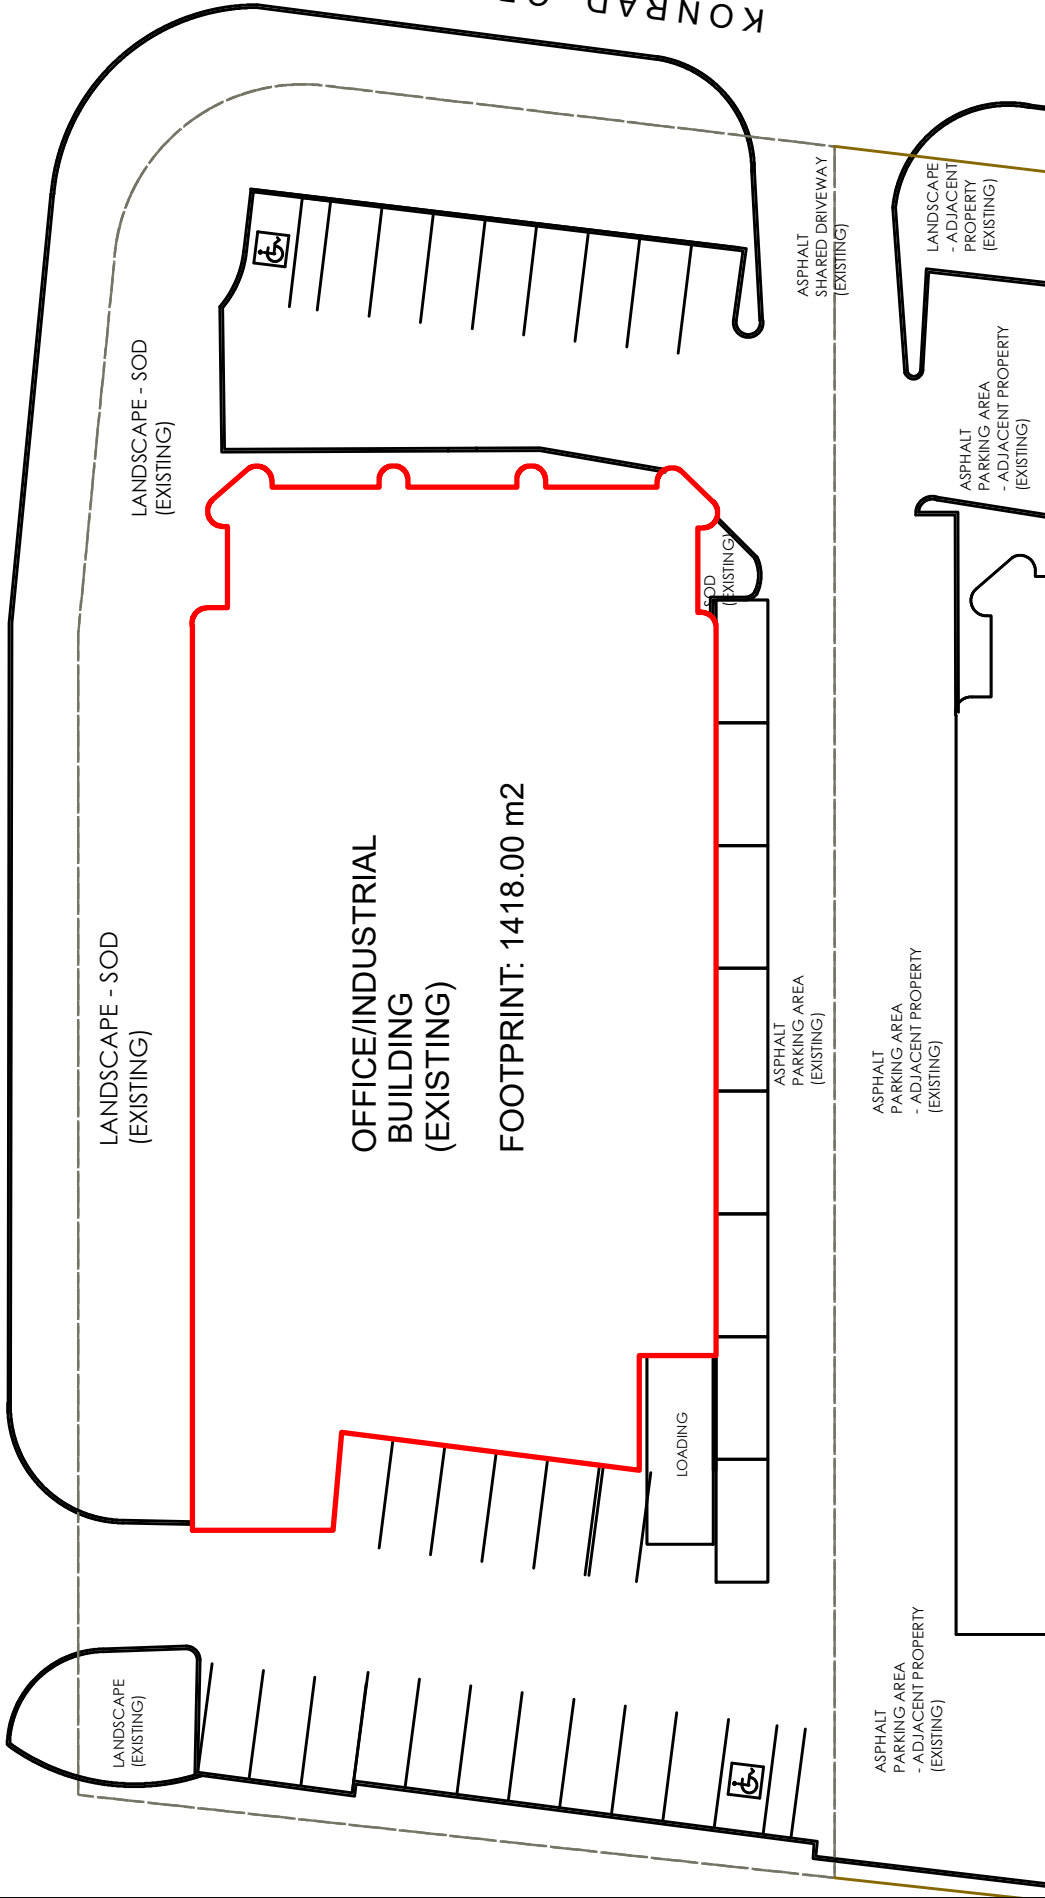 KONRAD
LANDSCAPE - SOD
(EXISTING)
ASPHALT
SHARED DRIVEWAY
(EXISTING)
LANDSCAPE
- ADJACENT
PROPERTY
(EXISTING)
ASPHALT
PARKING AREA
- ADJACENT PROPERTY
(EXISTING)
SOD
(EXISTING)
LANDSCAPE - SOD
(EXISTING)
OFFICE/INDUSTRIAL
BUILDING
(EXISTING)
FOOTPRINT: 1418.00 m2
ASPHALT
PARKING AREA
(EXISTING)
ASPHALT
PARKING AREA
- ADJACENT PROPERTY
(EXISTING)
LOADING
LANDSCAPE
(EXISTING)
ASPHALT
PARKING AREA
- ADJACENT PROPERTY
(EXISTING)